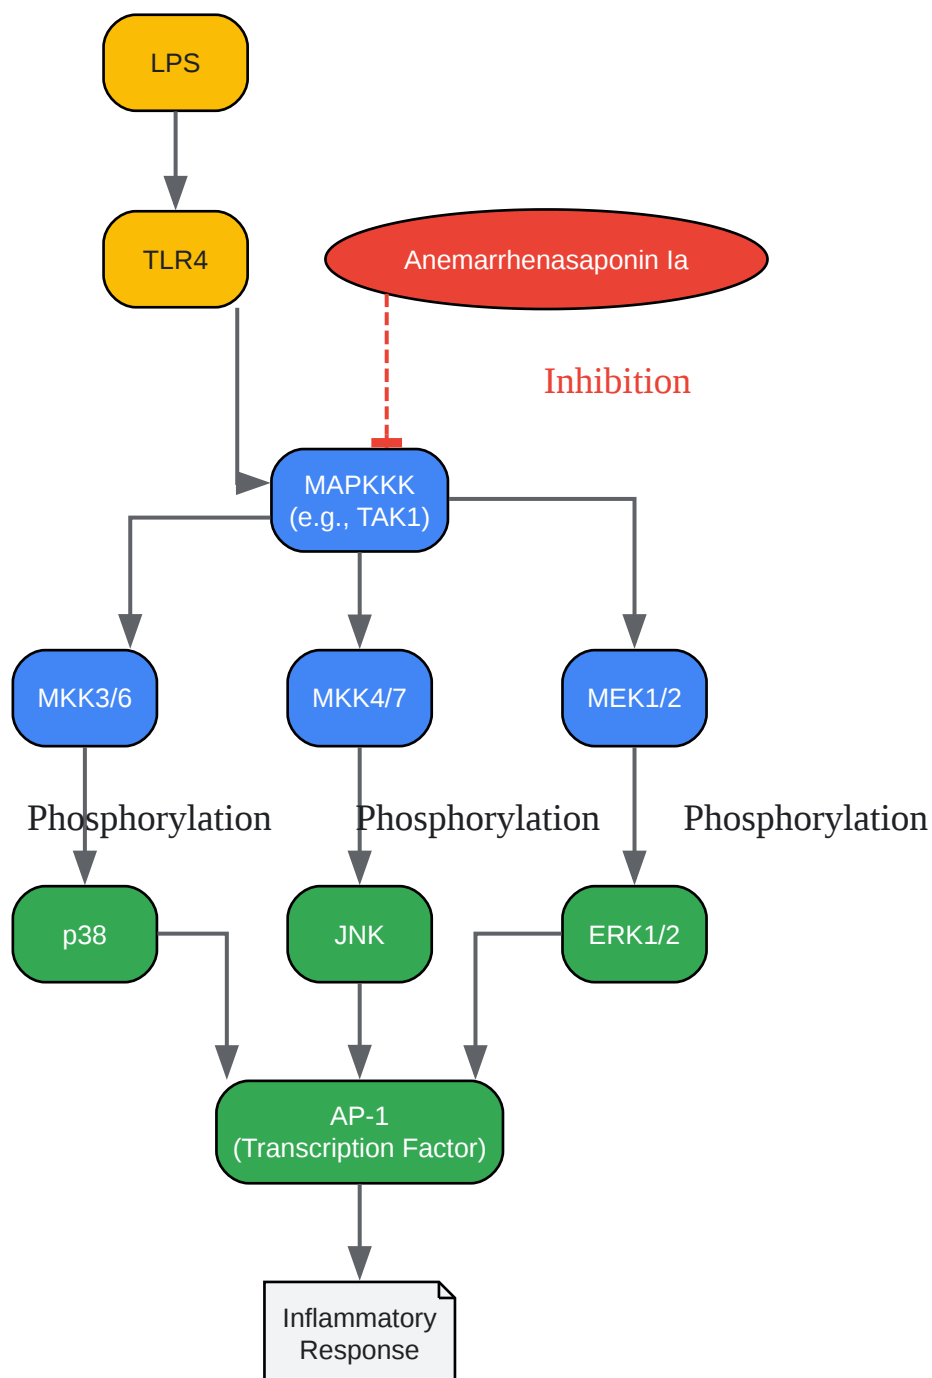 LPS
TLR4
Anemarrhenasaponin Ia
Inhibition
MAPKKK
(e.g., TAK1)
MKK3/6
MKK4/7
MEK1/2
Phosphorylation
Phosphorylation
Phosphorylation
p38
JNK
ERK1/2
AP-1
(Transcription Factor)
Inflammatory
Response